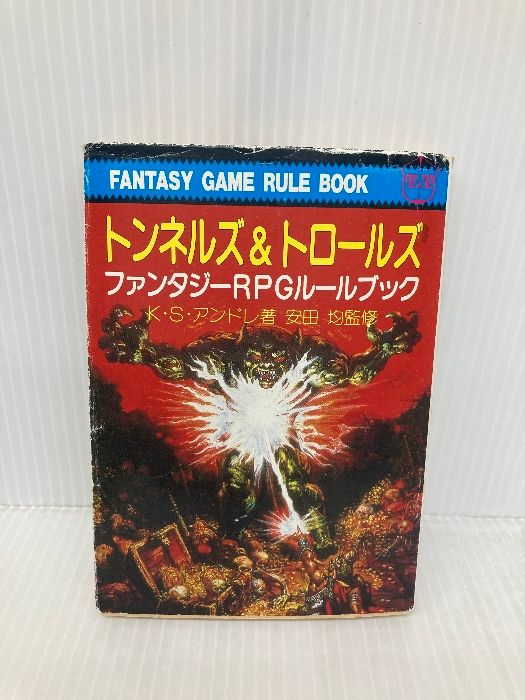 FANTASY GAME RULE BOOK
トンネルズ&トロールズ
ファンタジーRPGルールブック
K・S・アンドレ著 安田 均監修